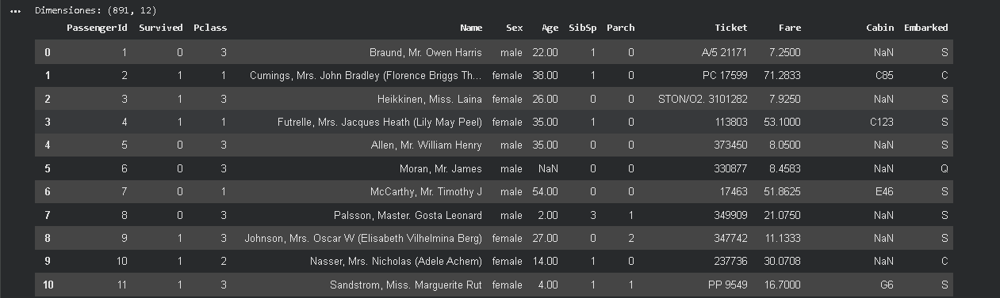 Dimensiones: (891, 12)
PassengerId Survived Pclass Name Sex Age SibSp Parch Ticket Fare Cabin Embarked
0 1 0 3 Braund, Mr. Owen Harris male 22.00 1 0 A/5 21171 7.2500 NaN S
1 2 1 1 Cumings, Mrs. John Bradley (Florence Briggs Th... female 38.00 1 0 PC 17599 71.2833 C85 C
2 3 1 3 Heikkinen, Miss. Laina female 26.00 0 0 STON/O2. 3101282 7.9250 NaN S
3 4 1 1 Futrelle, Mrs. Jacques Heath (Lily May Peel) female 35.00 1 0 113803 53.1000 C123 S
4 5 0 3 Allen, Mr. William Henry male 35.00 0 0 373450 8.0500 NaN S
5 6 0 3 Moran, Mr. James male NaN 0 0 330877 8.4583 NaN Q
6 7 0 1 McCarthy, Mr. Timothy J male 54.00 0 0 17463 51.8625 E46 S
7 8 0 3 Palsson, Master. Gosta Leonard male 2.00 3 1 349909 21.0750 NaN S
8 9 1 3 Johnson, Mrs. Oscar W (Elisabeth Vilhelmina Berg) female 27.00 0 2 347742 11.1333 NaN S
9 10 1 2 Nasser, Mrs. Nicholas (Adele Achem) female 14.00 1 0 237736 30.0708 NaN C
10 11 1 3 Sandstrom, Miss. Marguerite Rut female 4.00 1 1 PP 9549 16.7000 G6 S